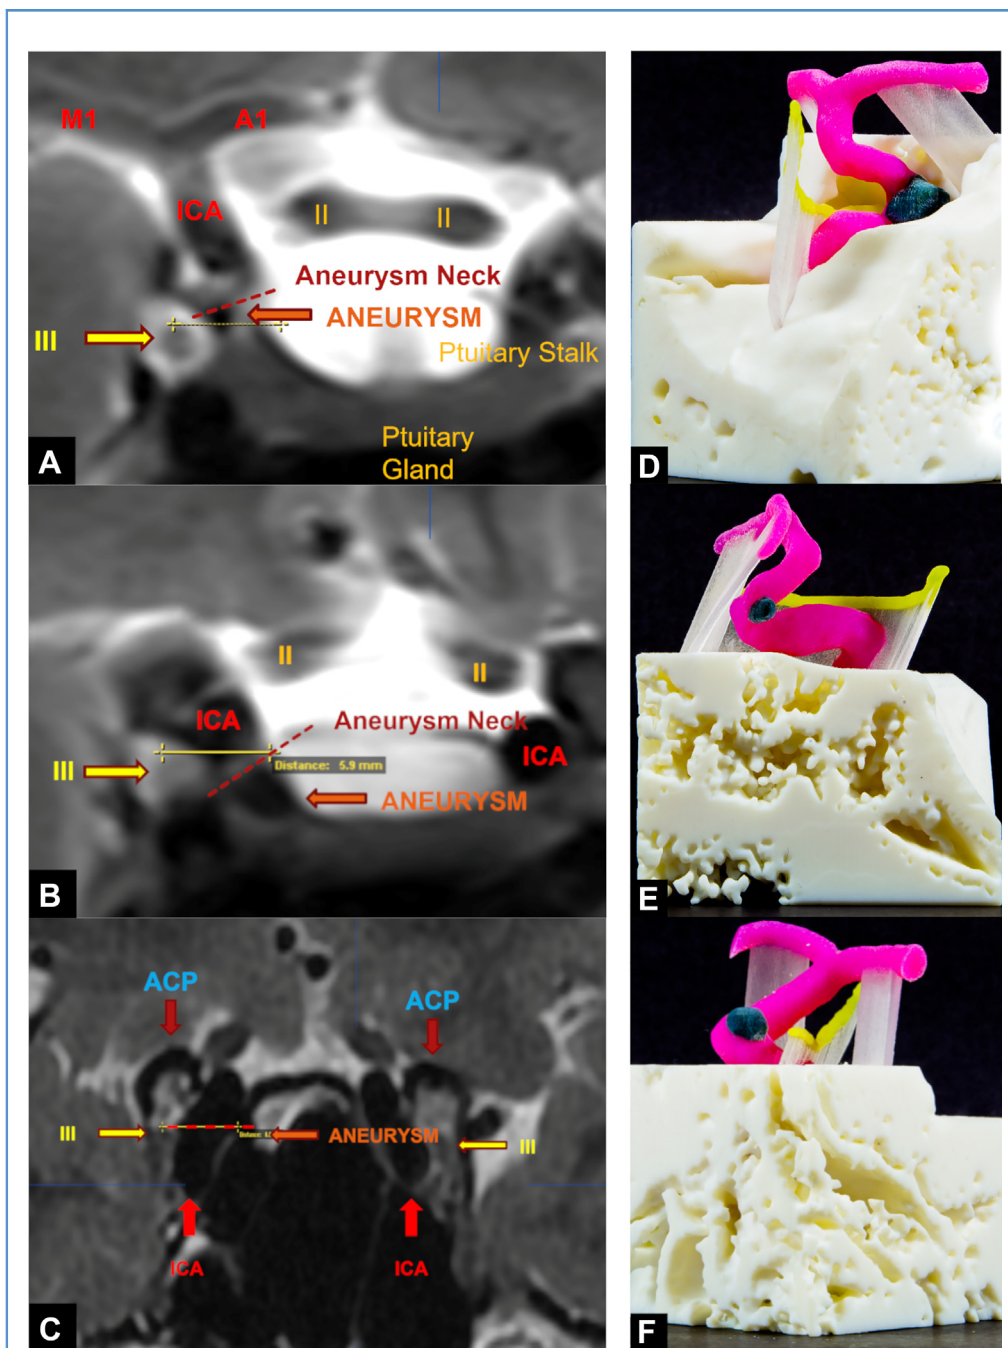 M1
A1
ICA
II
II
Aneurysm Neck
ANEURYSM
III
Ptuitary Stalk
Ptuitary
Gland
A
D
II
II
ICA
Aneurysm Neck
ICA
Distance: 5.9 mm
III
ANEURYSM
B
E
ACP
ACP
III
Distance:
ANEURYSM
III
ICA
ICA
C
F